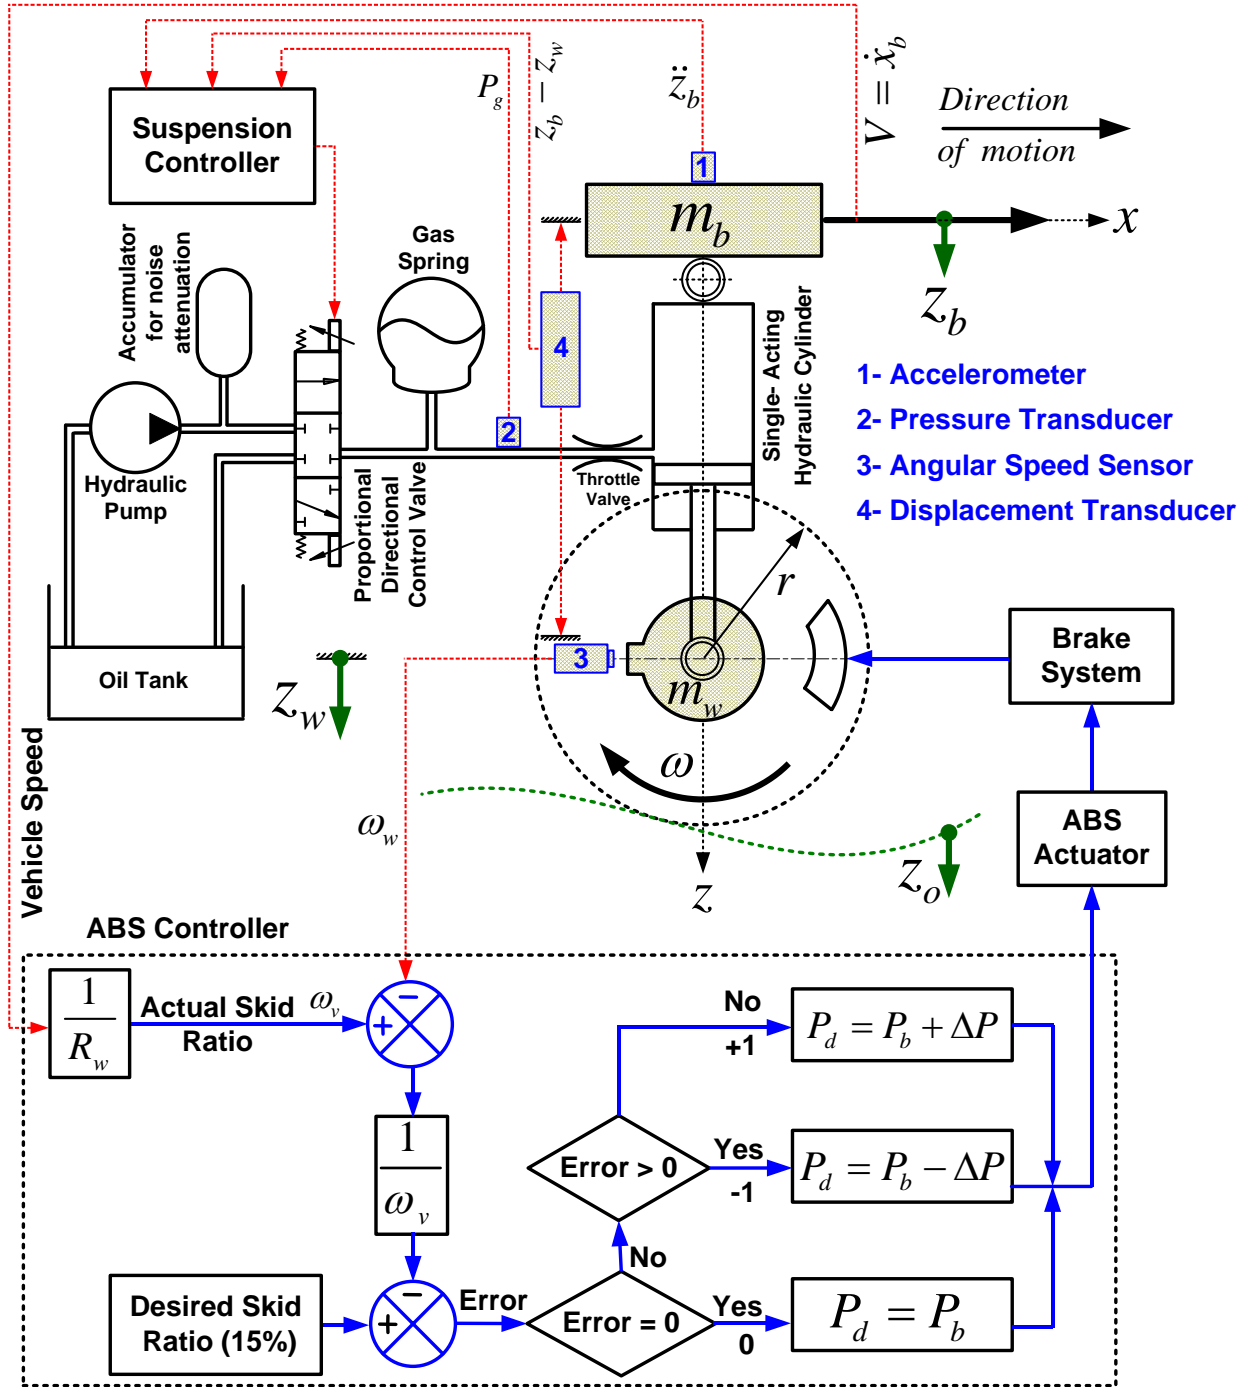 Suspension
Controller
P_g
z_b − z_w
z̈_b
V = ẋ_b
Direction
of motion
1
m_b
x
z_b
Accumulator
for noise
attenuation
Gas
Spring
4
2
Single- Acting
Hydraulic Cylinder
1- Accelerometer
2- Pressure Transducer
3- Angular Speed Sensor
4- Displacement Transducer
Hydraulic
Pump
Proportional
Directional
Control Valve
Throttle
Valve
r
Oil Tank
z_w
3
m_w
ω
Brake
System
Vehicle Speed
ω_w
z
z_o
ABS
Actuator
ABS Controller
1
R_w
Actual Skid
Ratio
ω_v
−
+
No
+1
P_d = P_b + ΔP
1
ω_v
Error > 0
Yes
-1
P_d = P_b − ΔP
No
Desired Skid
Ratio (15%)
−
+
Error
Error = 0
Yes
0
P_d = P_b